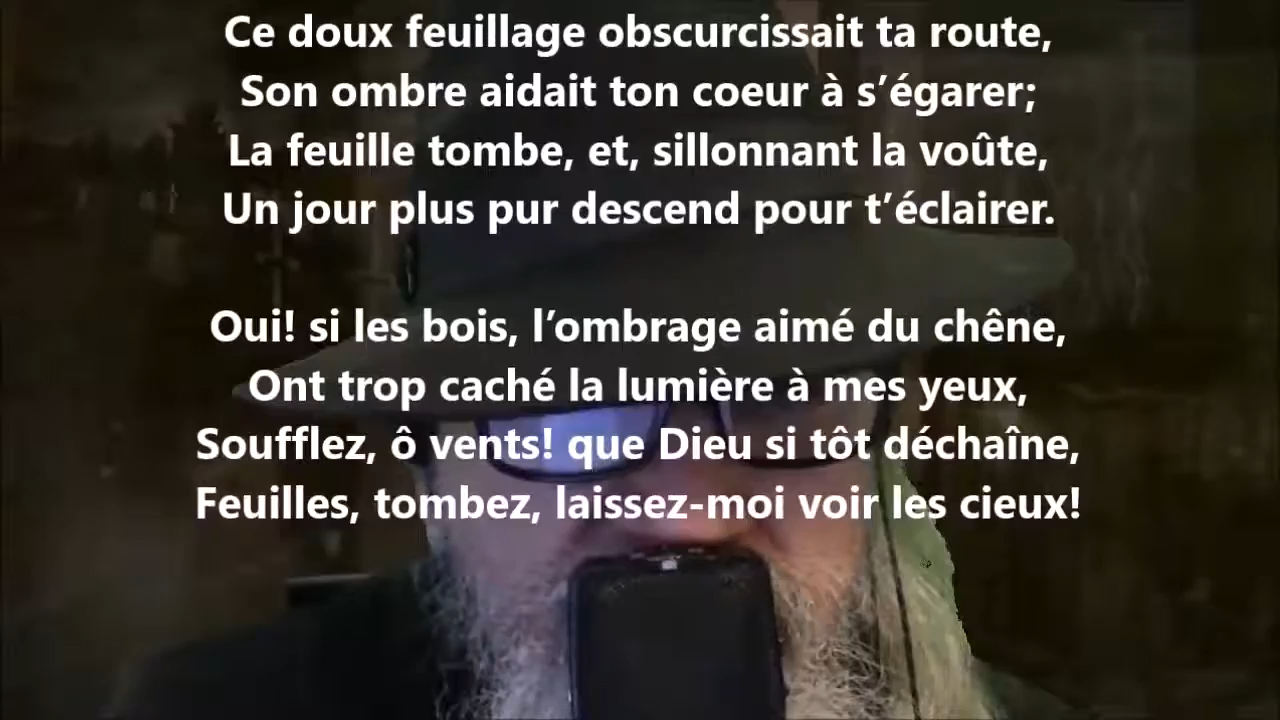 Ce doux feuillage obscurcissait ta route,
Son ombre aidait ton coeur à s’égarer;
La feuille tombe, et, sillonnant la voûte,
Un jour plus pur descend pour t’éclairer.
Oui! si les bois, l’ombrage aimé du chêne,
Ont trop caché la lumière à mes yeux,
Soufflez, ô vents! que Dieu si tôt déchaîne,
Feuilles, tombez, laissez-moi voir les cieux!